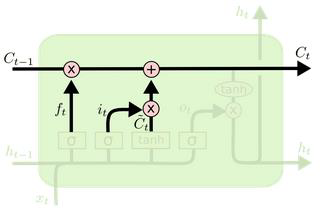 h_t
C_{t-1}
C_t
x
+
tanh
f_t
i_t
x
o_t
x
C̃_t
σ
σ
tanh
σ
h_{t-1}
h_t
x_t